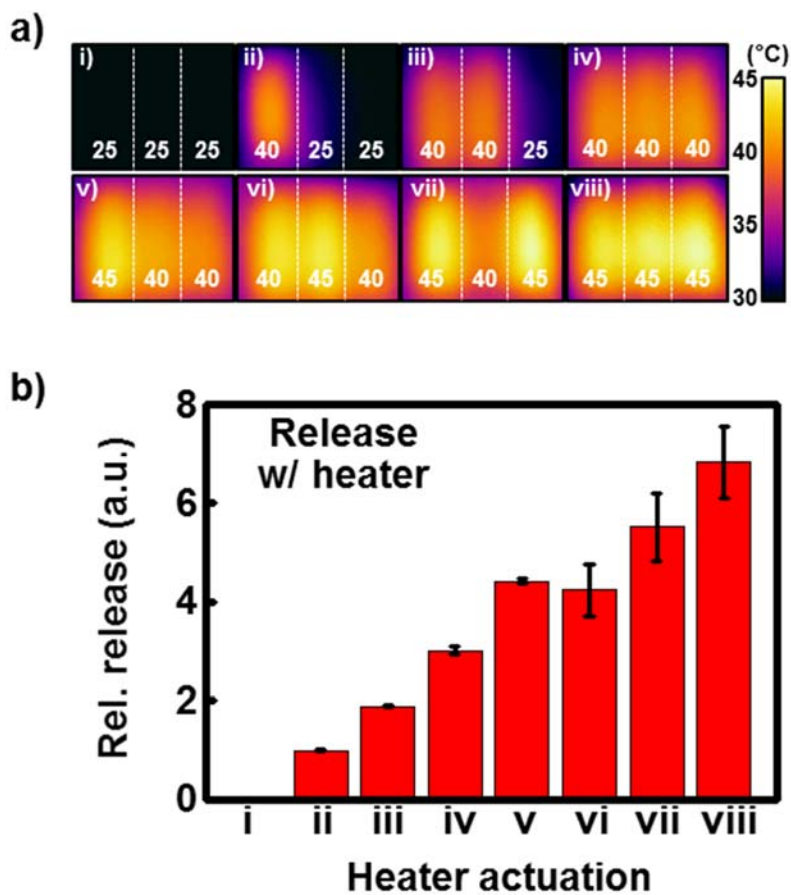 a)
i) ii) iii) iv) (°C)
45
40
35
30
25 25 25 40 25 25 40 40 25 40 40 40
v) vi) vii) viii)
45 40 40 40 45 40 45 40 45 45 45 45
b)
Release
w/ heater
Rel. release (a.u.)
8
6
4
2
0
i ii iii iv v vi vii viii
Heater actuation